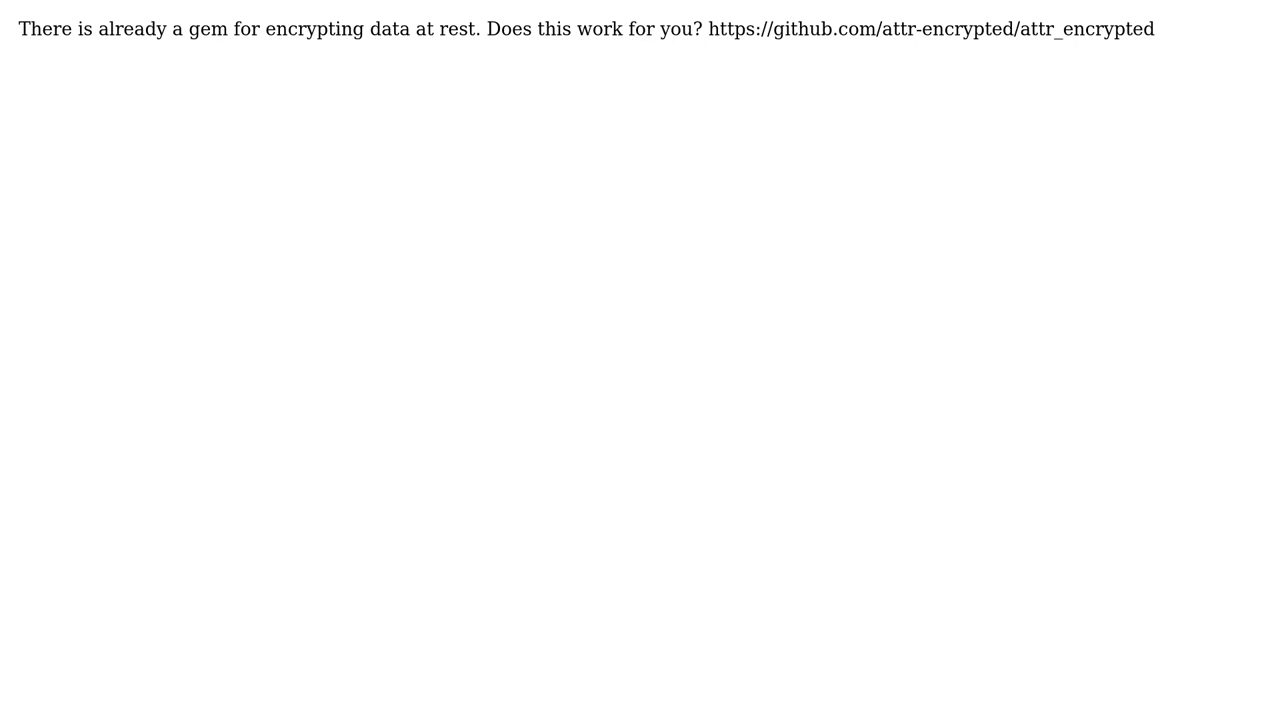 There is already a gem for encrypting data at rest. Does this work for you? https://github.com/attr-encrypted/attr_encrypted